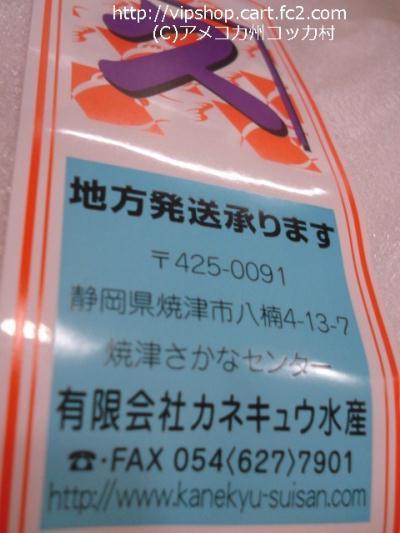 http://vipshop.cart.fc2.com
(C)アメコカ州コッカ村
地方発送承ります
〒425-0091
静岡県焼津市八楠4-13-7
焼津さかなセンター
有限会社カネキュウ水産
☎·FAX 054(627)7901
http://www.kanekyu-suisan.com